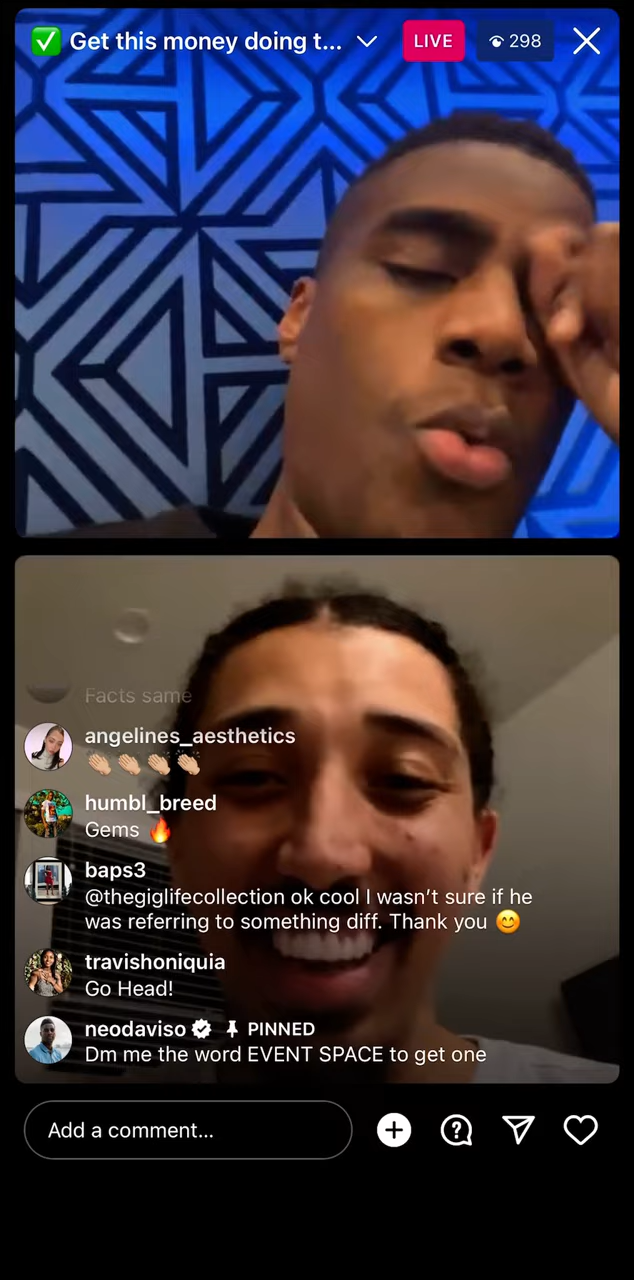 ✅ Get this money doing t...
LIVE
298
Facts same
angelines_aesthetics
👏🏼👏🏼👏🏼👏🏼
humbl_breed
Gems 🔥
baps3
@thegiglifecollection ok cool I wasn’t sure if he
was referring to something diff. Thank you 😊
travishoniquia
Go Head!
neodaviso PINNED
Dm me the word EVENT SPACE to get one
Add a comment...